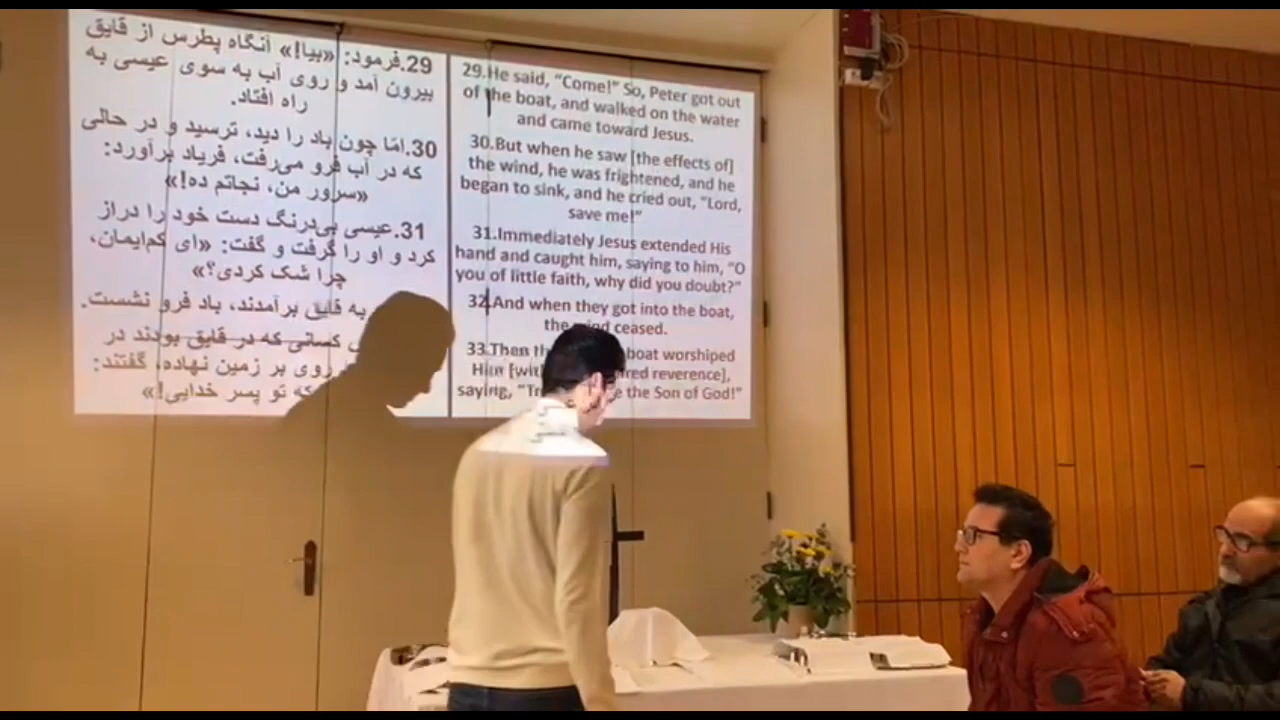 29.فرمود: «بیا!» آنگاه پطرس از قایق
بیرون آمد و روی آب به سوی عیسی به
راه افتاد.
30.امّا چون باد را دید، ترسید و در حالی
که در آب فرو می‌رفت، فریاد برآورد:
«سرور من، نجاتم ده!»
31.عیسی بی‌درنگ دست خود را دراز
کرد و او را گرفت و گفت: «ای کم‌ایمان،
چرا شک کردی؟»
به قایق برآمدند، باد فرو نشست.
کسانی که در قایق بودند در
روی بر زمین نهاده، گفتند:
که تو پسر خدایی!»
29.He said, “Come!” So, Peter got out
of the boat, and walked on the water
and came toward Jesus.
30.But when he saw [the effects of]
the wind, he was frightened, and he
began to sink, and he cried out, “Lord,
save me!”
31.Immediately Jesus extended His
hand and caught him, saying to him, “O
you of little faith, why did you doubt?”
32.And when they got into the boat,
the wind ceased.
33.Then boat worshiped
Him reverence],
saying, the Son of God!”